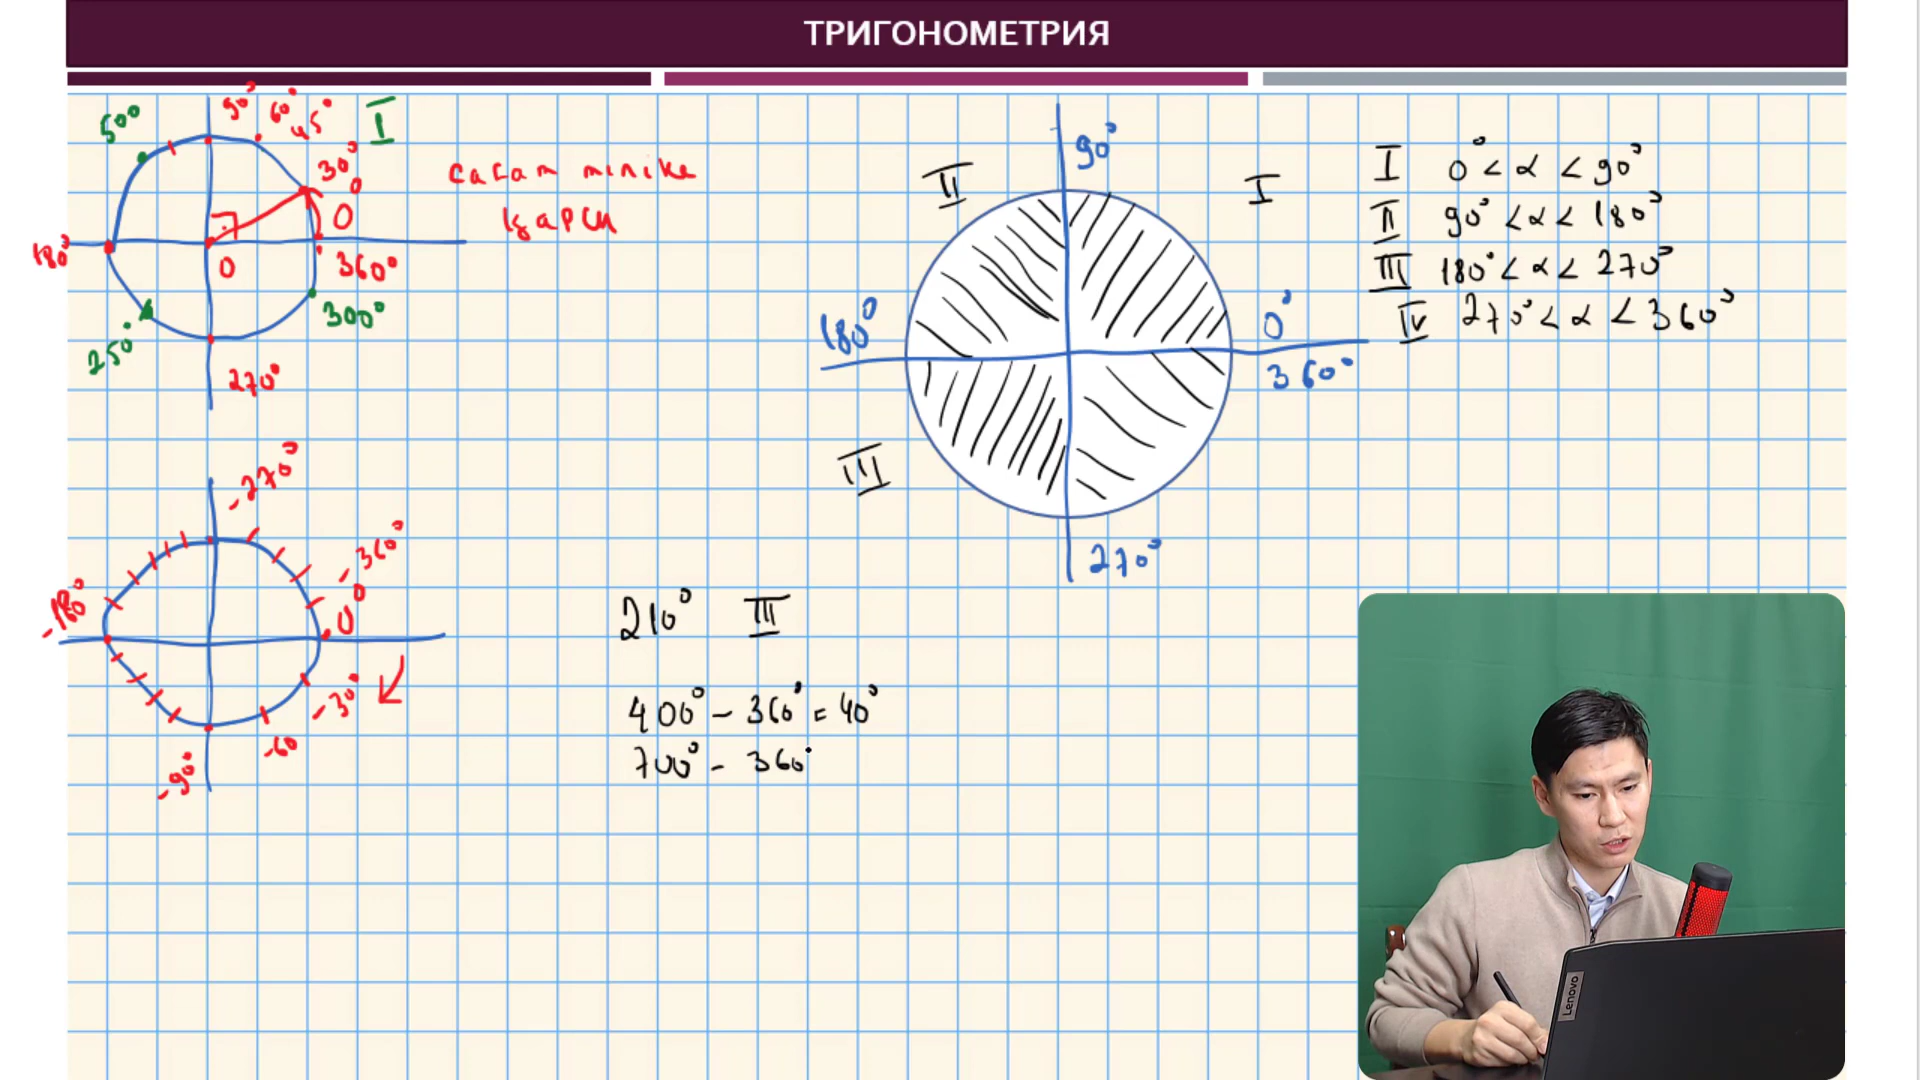 ТРИГОНОМЕТРИЯ
90° 60° 45°
I
30°
0°
180°
0
360°
300°
250°
270°
сағат тіліне
қарсы
II
90°
I
180°
0°
360°
III
270°
I 0° < α < 90°
II 90° < α < 180°
III 180° < α < 270°
IV 270° < α < 360°
-270°
-360°
-180°
0°
-30°
-60
-90°
210° III
400° - 360° = 40°
700° - 360°
Lenovo